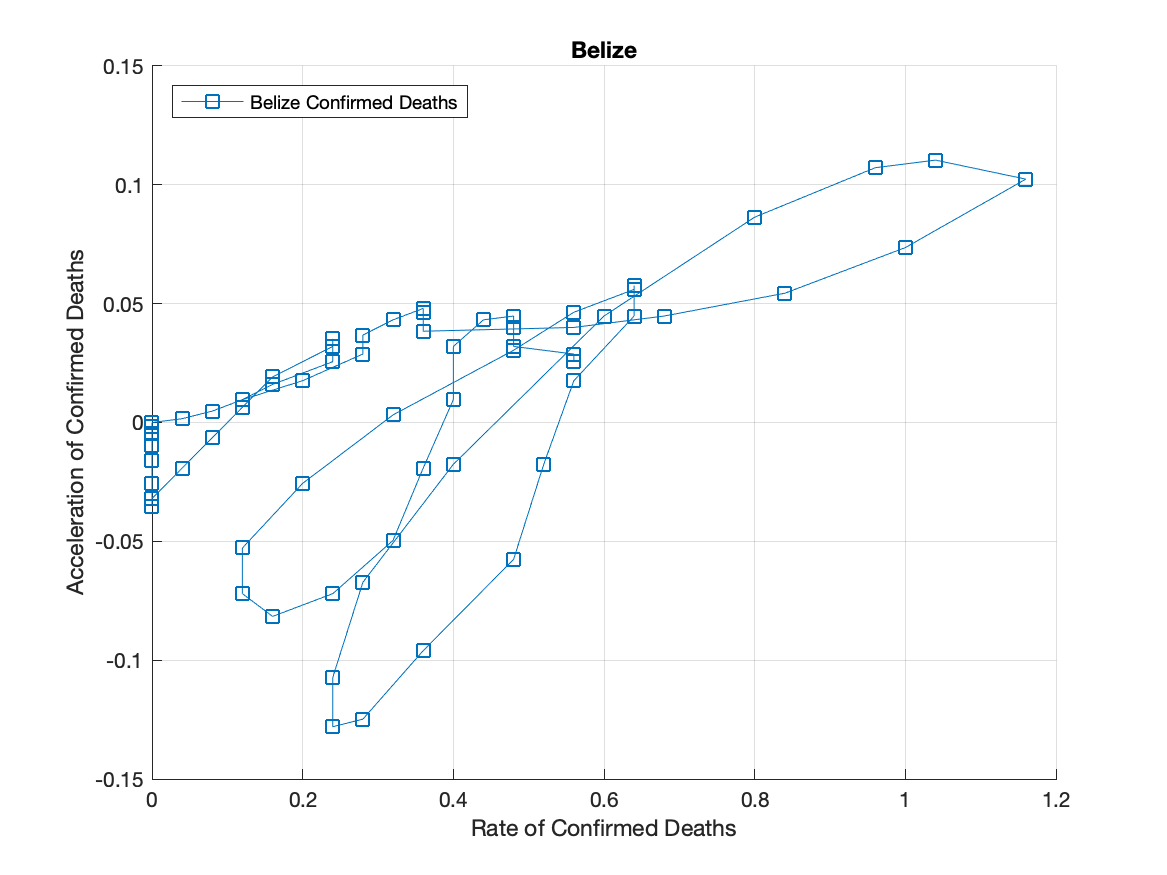 Belize
Belize Confirmed Deaths
Acceleration of Confirmed Deaths
0.15
0.1
0.05
0
-0.05
-0.1
-0.15
0 0.2 0.4 0.6 0.8 1 1.2
Rate of Confirmed Deaths